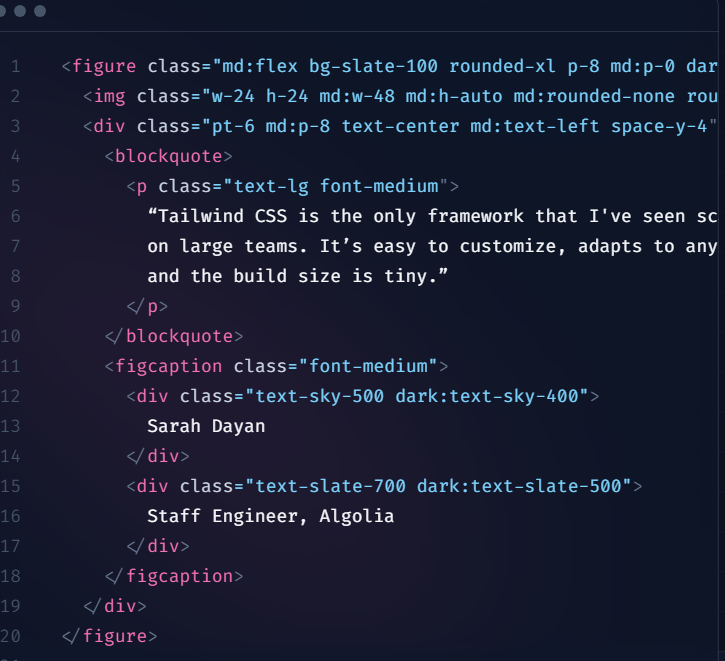 1 <figure class="md:flex bg-slate-100 rounded-xl p-8 md:p-0 dar
2 <img class="w-24 h-24 md:w-48 md:h-auto md:rounded-none rou
3 <div class="pt-6 md:p-8 text-center md:text-left space-y-4"
4 <blockquote>
5 <p class="text-lg font-medium">
6 “Tailwind CSS is the only framework that I've seen sc
7 on large teams. It’s easy to customize, adapts to any
8 and the build size is tiny.”
9 </p>
10 </blockquote>
11 <figcaption class="font-medium">
12 <div class="text-sky-500 dark:text-sky-400">
13 Sarah Dayan
14 </div>
15 <div class="text-slate-700 dark:text-slate-500">
16 Staff Engineer, Algolia
17 </div>
18 </figcaption>
19 </div>
20 </figure>